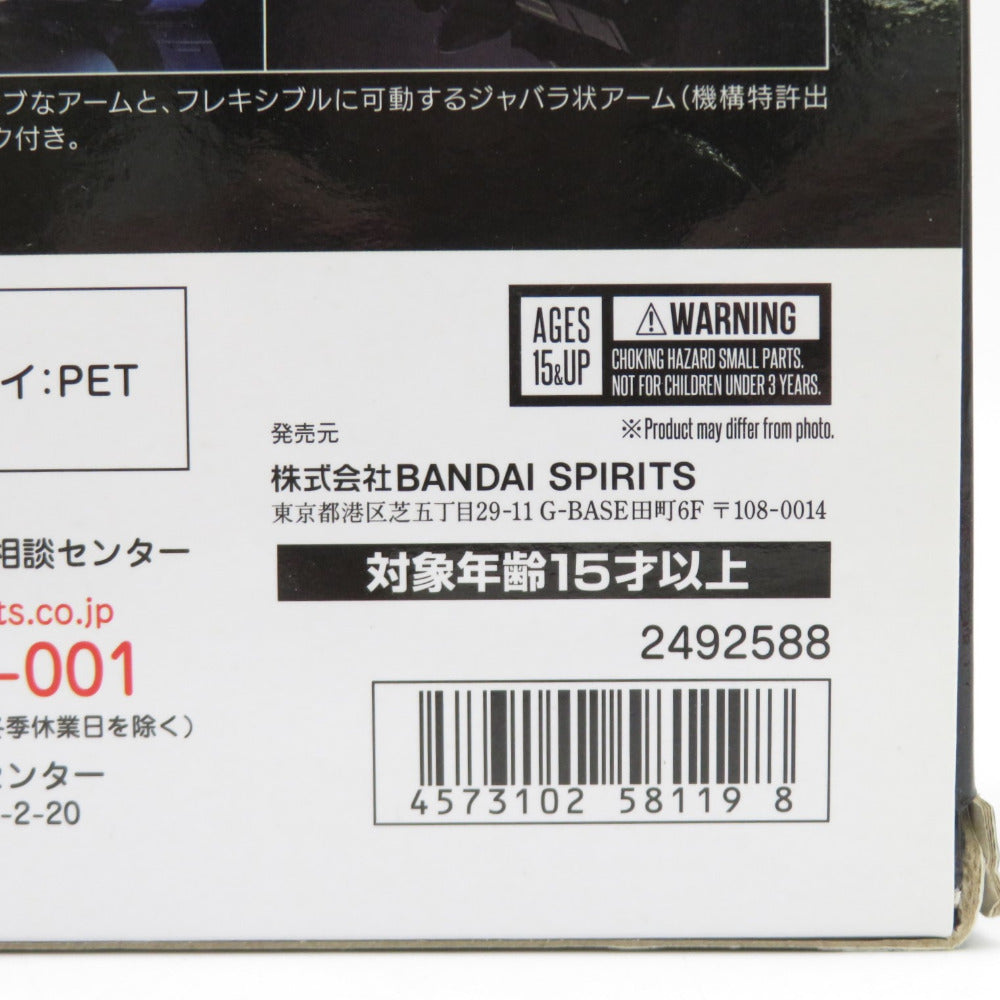 ブなアームと、フレキシブルに可動するジャバラ状アーム（機構特許出
ク付き。
イ：PET
AGES
15&UP
⚠WARNING
CHOKING HAZARD SMALL PARTS.
NOT FOR CHILDREN UNDER 3 YEARS.
※Product may differ from photo.
発売元
株式会社BANDAI SPIRITS
東京都港区芝五丁目29-11 G-BASE田町6F 〒108-0014
対象年齢15才以上
相談センター
ts.co.jp
-001
冬季休業日を除く）
センター
-2-20
2492588
4573102 58119 8